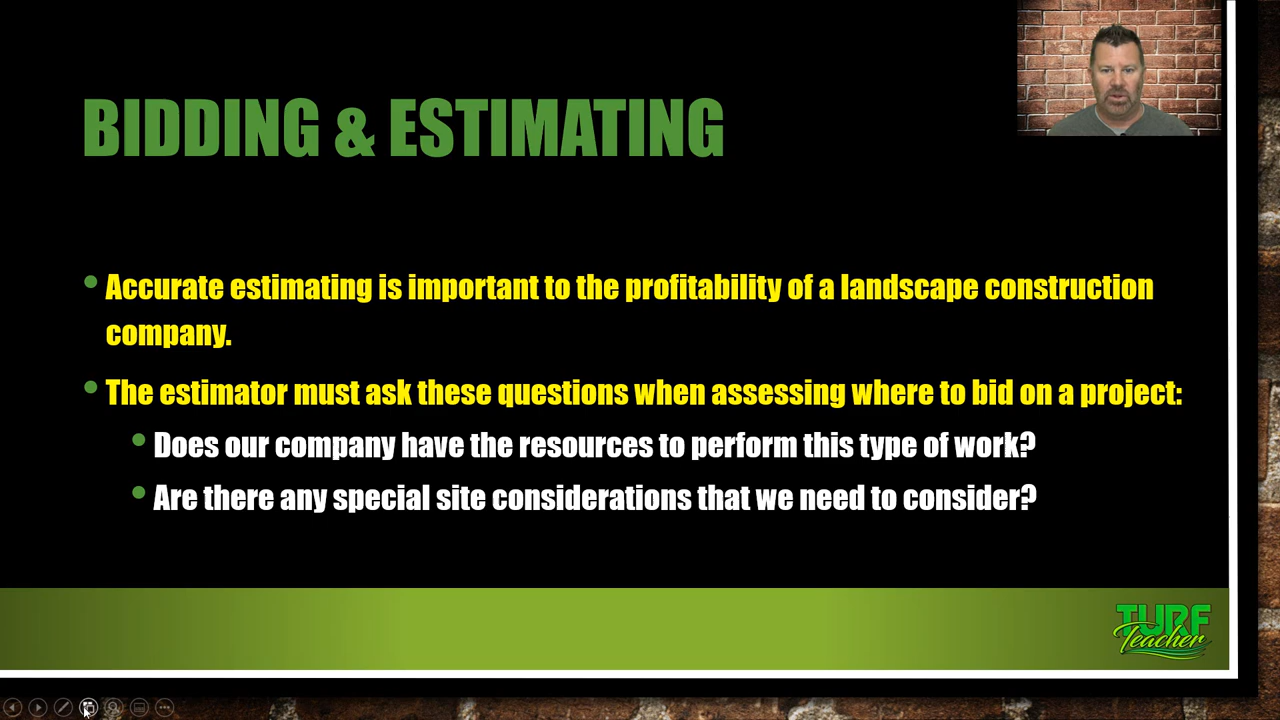 BIDDING & ESTIMATING
• Accurate estimating is important to the profitability of a landscape construction
company.
• The estimator must ask these questions when assessing where to bid on a project:
• Does our company have the resources to perform this type of work?
• Are there any special site considerations that we need to consider?
TURF
Teacher